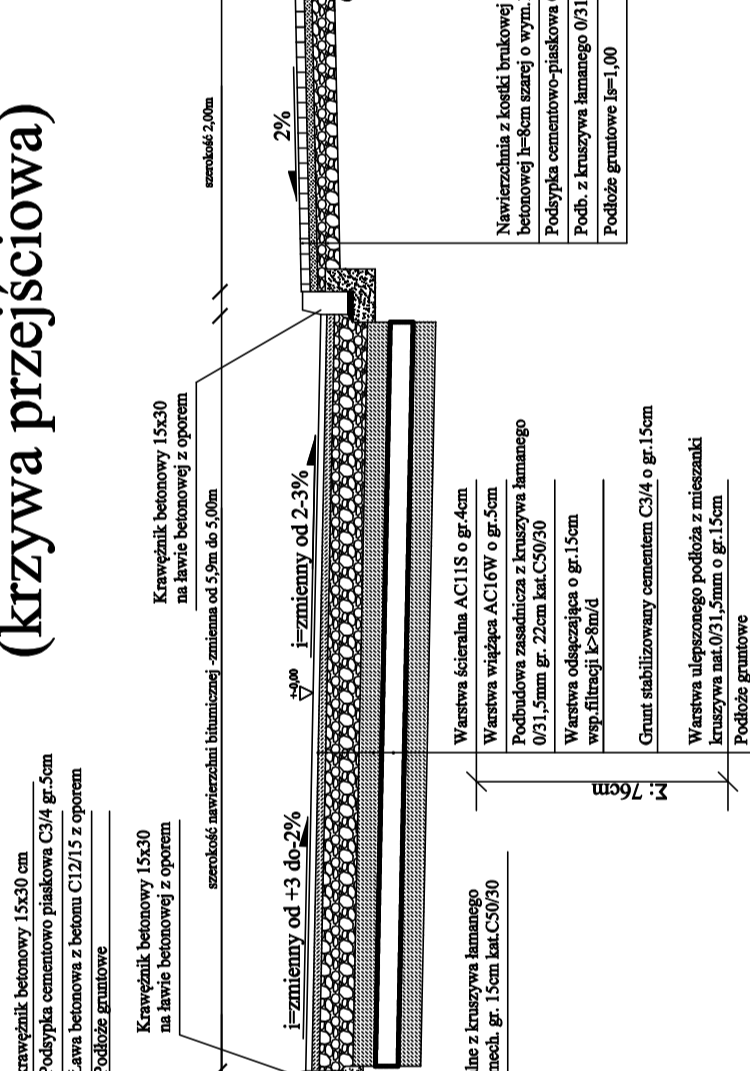 (krzywa przejściowa)
krawężnik betonowy 15x30 cm
Podsypka cementowo piaskowa C3/4 gr.5cm
Ława betonowa z betonu C12/15 z oporem
Podłoże gruntowe
Krawężnik betonowy 15x30
na ławie betonowej z oporem
Krawężnik betonowy 15x30
na ławie betonowej z oporem
szerokość nawierzchni bitumicznej -zmienna od 5,9m do 5,00m
szerokość 2,00m
i=zmienny od +3 do-2%
i=zmienny od 2-3%
2%
Warstwa ścieralna AC11S o gr.4cm
Warstwa wiążąca AC16W o gr.5cm
Podbudowa zasadnicza z kruszywa łamanego
0/31,5mm gr. 22cm kat.C50/30
Warstwa odsączająca o gr.15cm
wsp.filtracji k>8m/d
Grunt stabilizowany cementem C3/4 o gr.15cm
Warstwa ulepszonego podłoża z mieszanki
kruszywa nat.0/31,5mm o gr.15cm
Podłoże gruntowe
Σ: 76cm
Nawierzchnia z kostki brukowej
betonowej h=8cm szarej o wym.
Podsypka cementowo-piaskowa
Podb. z kruszywa łamanego 0/31
Podłoże gruntowe Is=1,00
lne z kruszywa łamanego
mech. gr. 15cm kat.C50/30